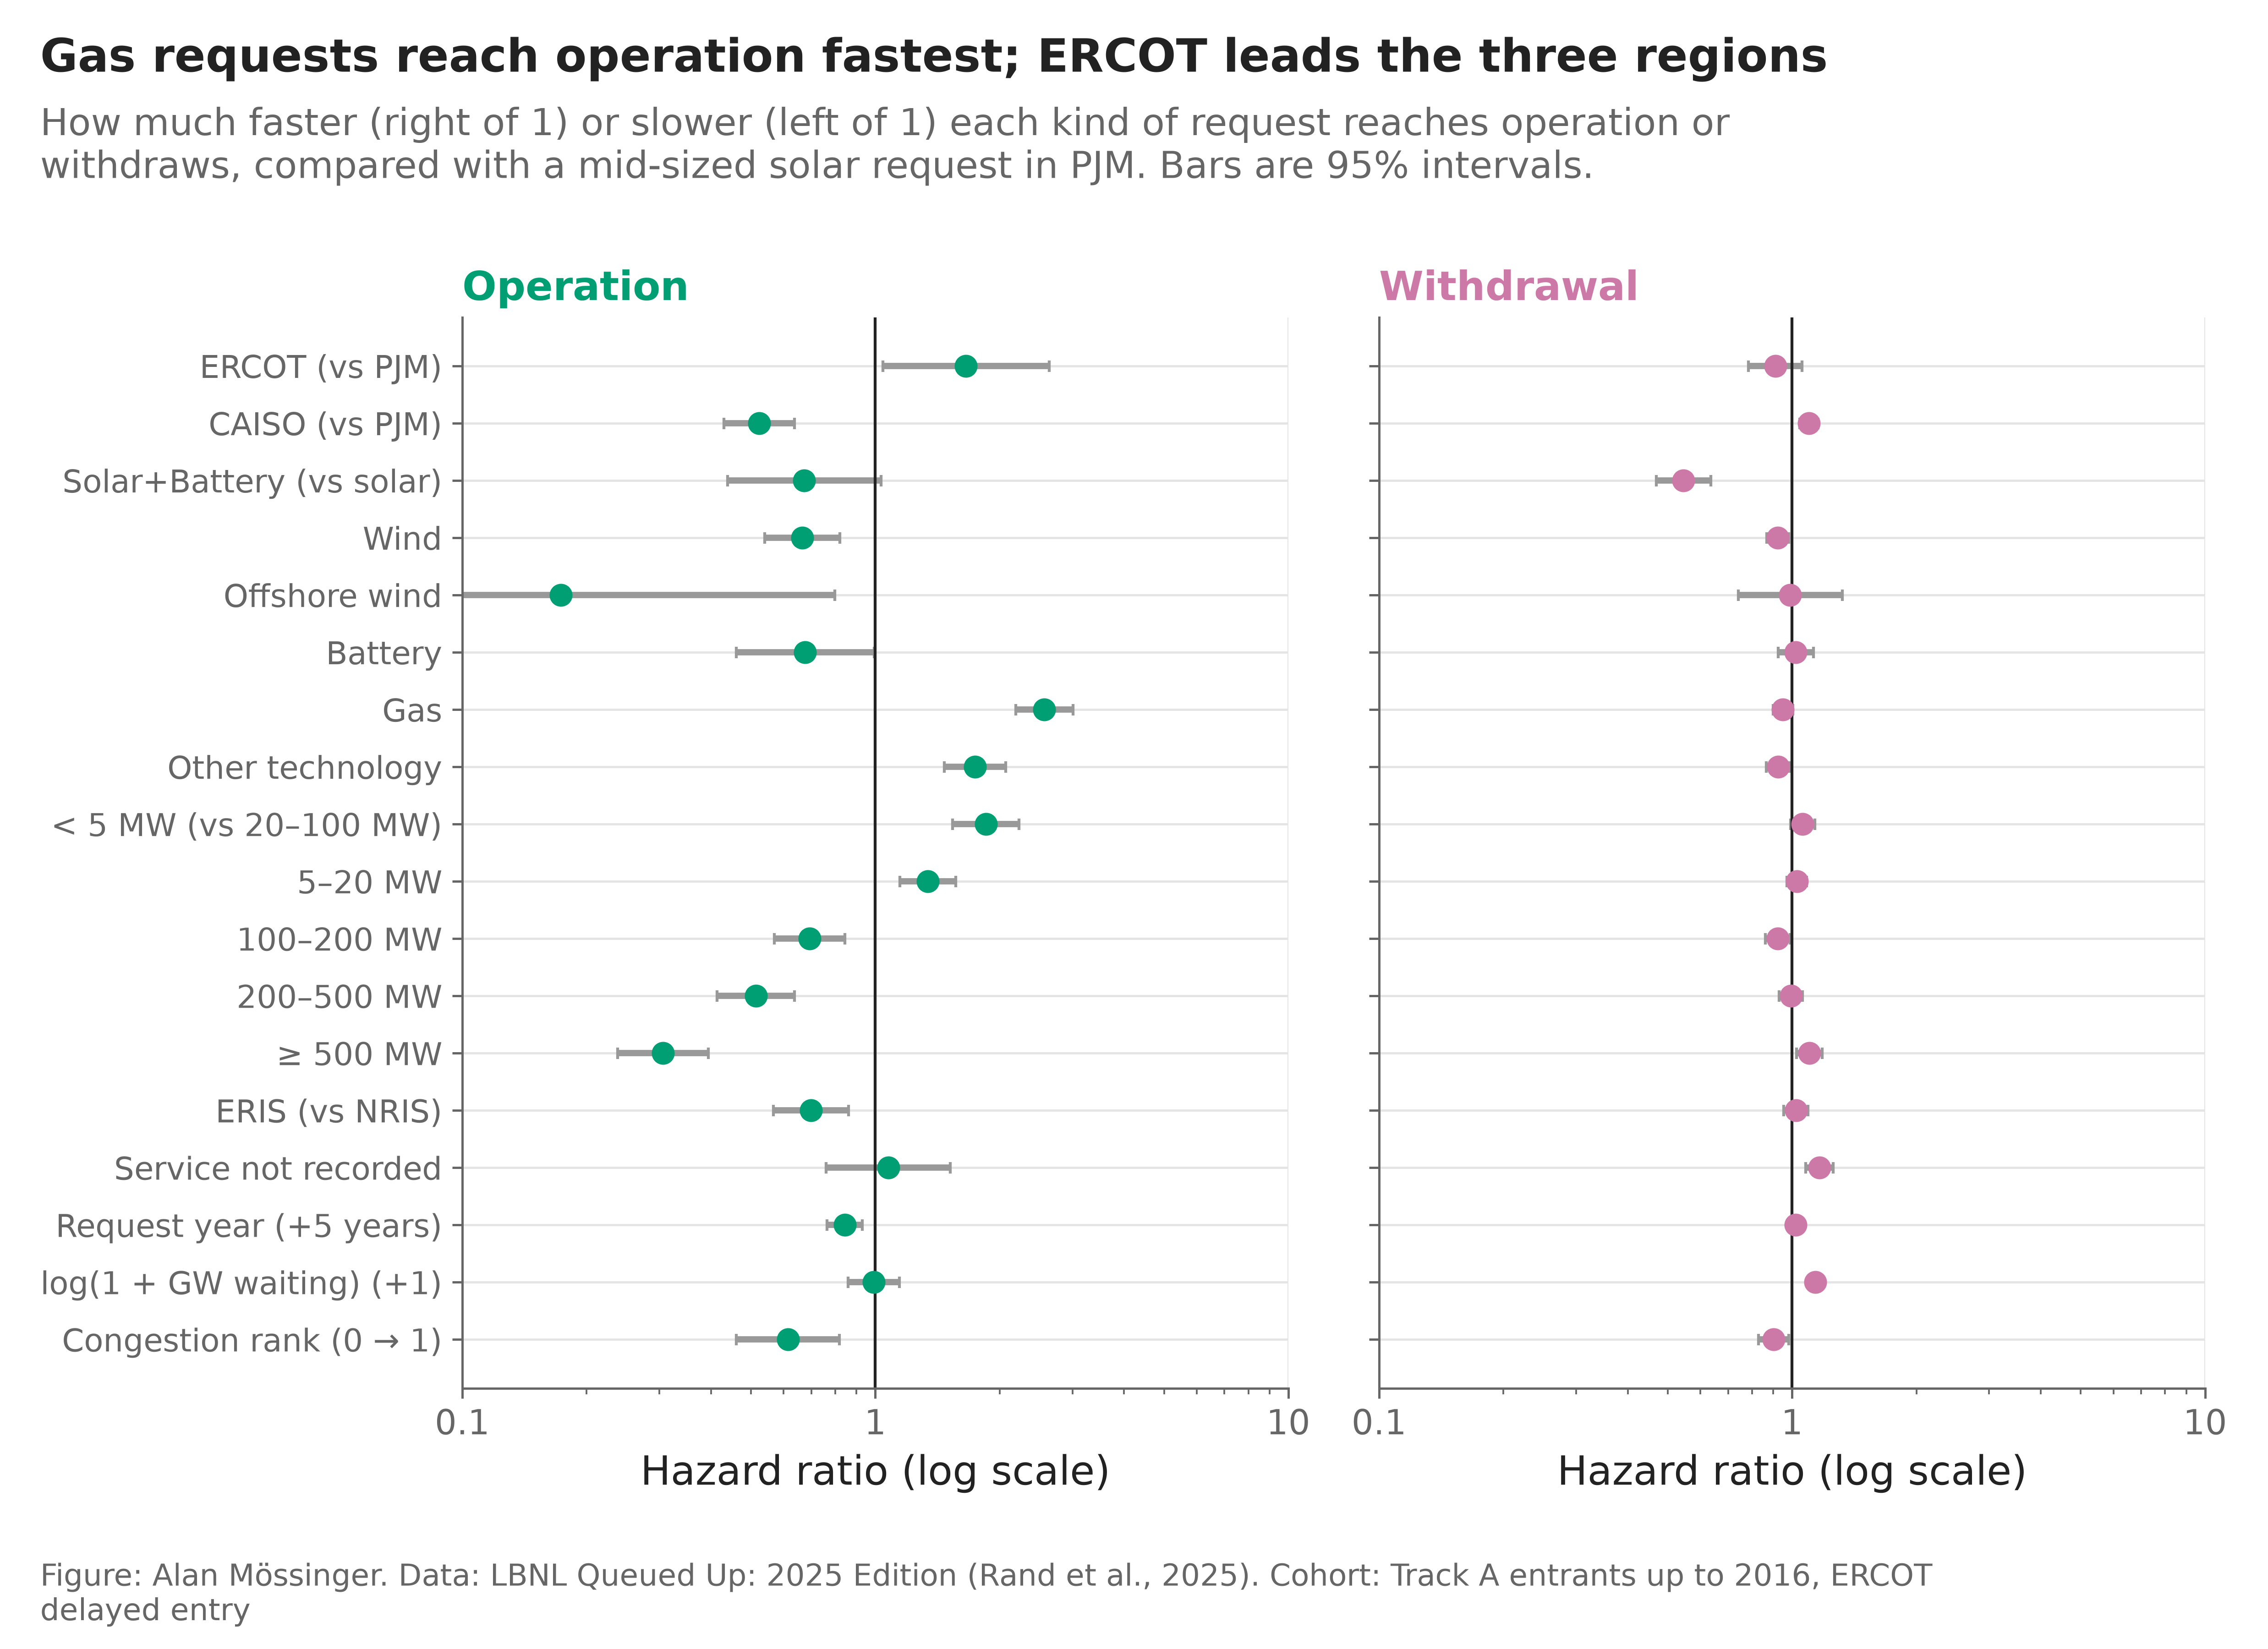 Gas requests reach operation fastest; ERCOT leads the three regions
How much faster (right of 1) or slower (left of 1) each kind of request reaches operation or
withdraws, compared with a mid-sized solar request in PJM. Bars are 95% intervals.
Operation
Withdrawal
ERCOT (vs PJM)
CAISO (vs PJM)
Solar+Battery (vs solar)
Wind
Offshore wind
Battery
Gas
Other technology
< 5 MW (vs 20–100 MW)
5–20 MW
100–200 MW
200–500 MW
≥ 500 MW
ERIS (vs NRIS)
Service not recorded
Request year (+5 years)
log(1 + GW waiting) (+1)
Congestion rank (0 → 1)
0.1 1 10
0.1 1 10
Hazard ratio (log scale)
Hazard ratio (log scale)
Figure: Alan Mössinger. Data: LBNL Queued Up: 2025 Edition (Rand et al., 2025). Cohort: Track A entrants up to 2016, ERCOT
delayed entry